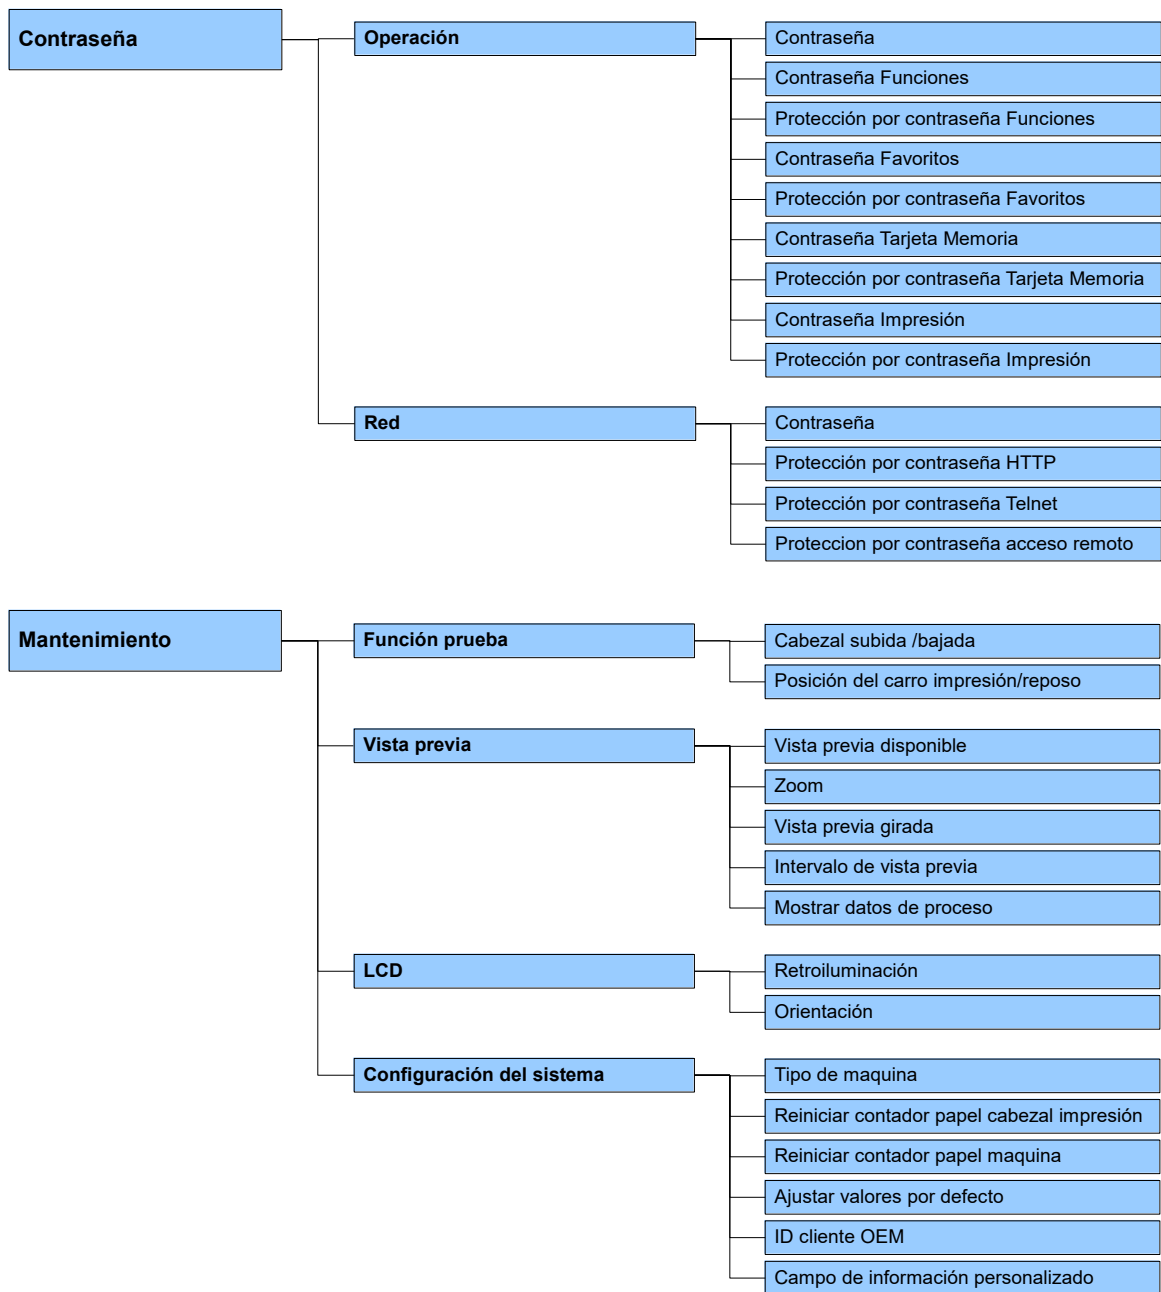 Contraseña
Operación
Contraseña
Contraseña Funciones
Protección por contraseña Funciones
Contraseña Favoritos
Protección por contraseña Favoritos
Contraseña Tarjeta Memoria
Protección por contraseña Tarjeta Memoria
Contraseña Impresión
Protección por contraseña Impresión
Red
Contraseña
Protección por contraseña HTTP
Protección por contraseña Telnet
Proteccion por contraseña acceso remoto
Mantenimiento
Función prueba
Cabezal subida /bajada
Posición del carro impresión/reposo
Vista previa
Vista previa disponible
Zoom
Vista previa girada
Intervalo de vista previa
Mostrar datos de proceso
LCD
Retroiluminación
Orientación
Configuración del sistema
Tipo de maquina
Reiniciar contador papel cabezal impresión
Reiniciar contador papel maquina
Ajustar valores por defecto
ID cliente OEM
Campo de información personalizado